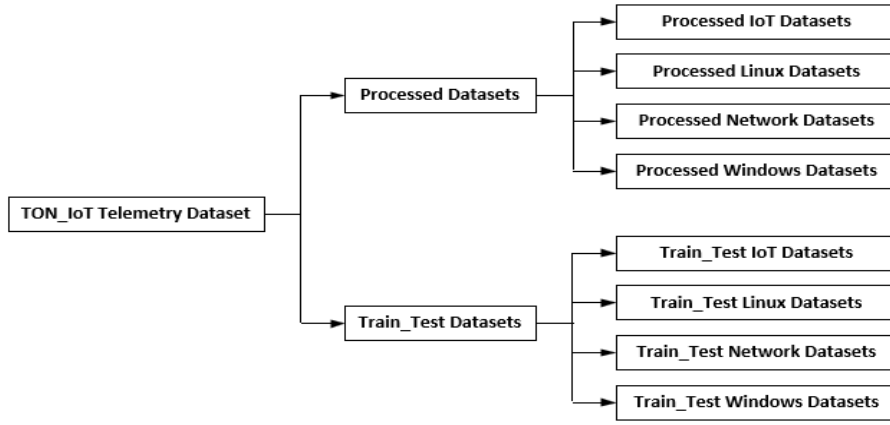 TON_IoT Telemetry Dataset
Processed Datasets
Processed IoT Datasets
Processed Linux Datasets
Processed Network Datasets
Processed Windows Datasets
Train_Test Datasets
Train_Test IoT Datasets
Train_Test Linux Datasets
Train_Test Network Datasets
Train_Test Windows Datasets